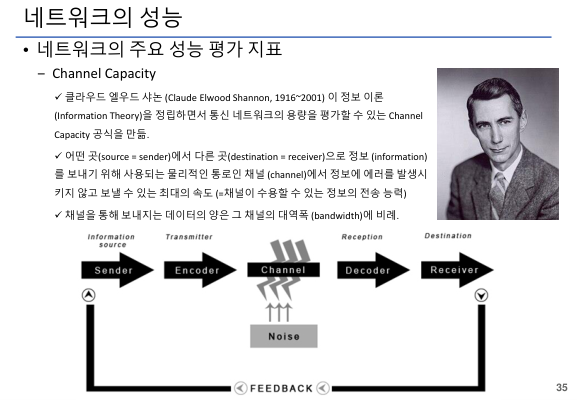 네트워크의 성능
• 네트워크의 주요 성능 평가 지표
– Channel Capacity
✓ 클라우드 엘우드 샤논 (Claude Elwood Shannon, 1916~2001) 이 정보 이론
(Information Theory)을 정립하면서 통신 네트워크의 용량을 평가할 수 있는 Channel
Capacity 공식을 만듦.
✓ 어떤 곳(source = sender)에서 다른 곳(destination = receiver)으로 정보 (information)
를 보내기 위해 사용되는 물리적인 통로인 채널 (channel)에서 정보에 에러를 발생시
키지 않고 보낼 수 있는 최대의 속도 (=채널이 수용할 수 있는 정보의 전송 능력)
✓ 채널을 통해 보내지는 데이터의 양은 그 채널의 대역폭 (bandwidth)에 비례.
Information source
Transmitter
Reception
Destination
Sender
Encoder
Channel
Decoder
Receiver
Noise
FEEDBACK
35